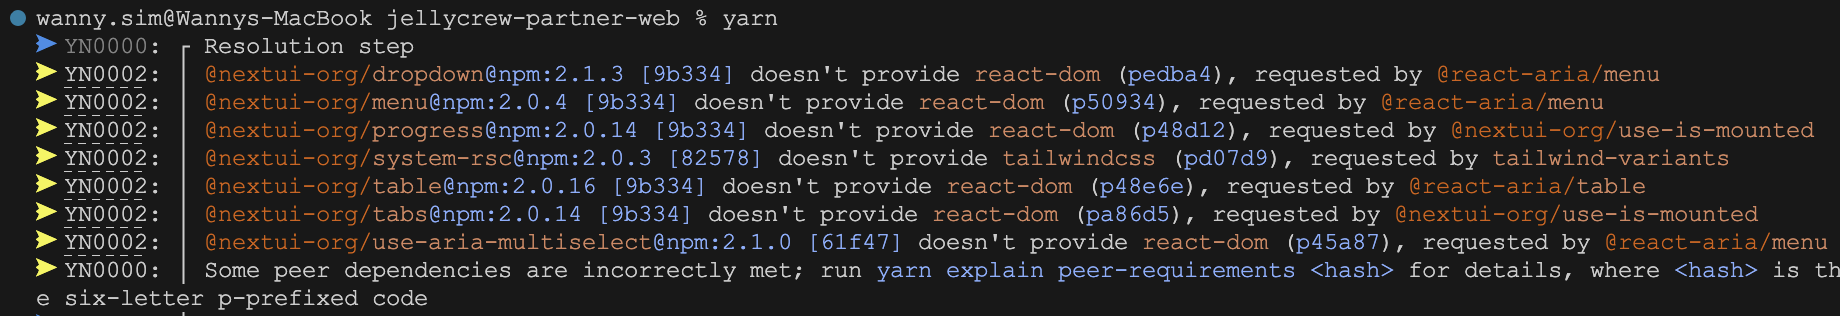 wanny.sim@Wannys-MacBook jellycrew-partner-web % yarn
➤ YN0000: ┌ Resolution step
➤ YN0002: │ @nextui-org/dropdown@npm:2.1.3 [9b334] doesn't provide react-dom (pedba4), requested by @react-aria/menu
➤ YN0002: │ @nextui-org/menu@npm:2.0.4 [9b334] doesn't provide react-dom (p50934), requested by @react-aria/menu
➤ YN0002: │ @nextui-org/progress@npm:2.0.14 [9b334] doesn't provide react-dom (p48d12), requested by @nextui-org/use-is-mounted
➤ YN0002: │ @nextui-org/system-rsc@npm:2.0.3 [82578] doesn't provide tailwindcss (pd07d9), requested by tailwind-variants
➤ YN0002: │ @nextui-org/table@npm:2.0.16 [9b334] doesn't provide react-dom (p48e6e), requested by @react-aria/table
➤ YN0002: │ @nextui-org/tabs@npm:2.0.14 [9b334] doesn't provide react-dom (pa86d5), requested by @nextui-org/use-is-mounted
➤ YN0002: │ @nextui-org/use-aria-multiselect@npm:2.1.0 [61f47] doesn't provide react-dom (p45a87), requested by @react-aria/menu
➤ YN0000: │ Some peer dependencies are incorrectly met; run yarn explain peer-requirements <hash> for details, where <hash> is th
e six-letter p-prefixed code